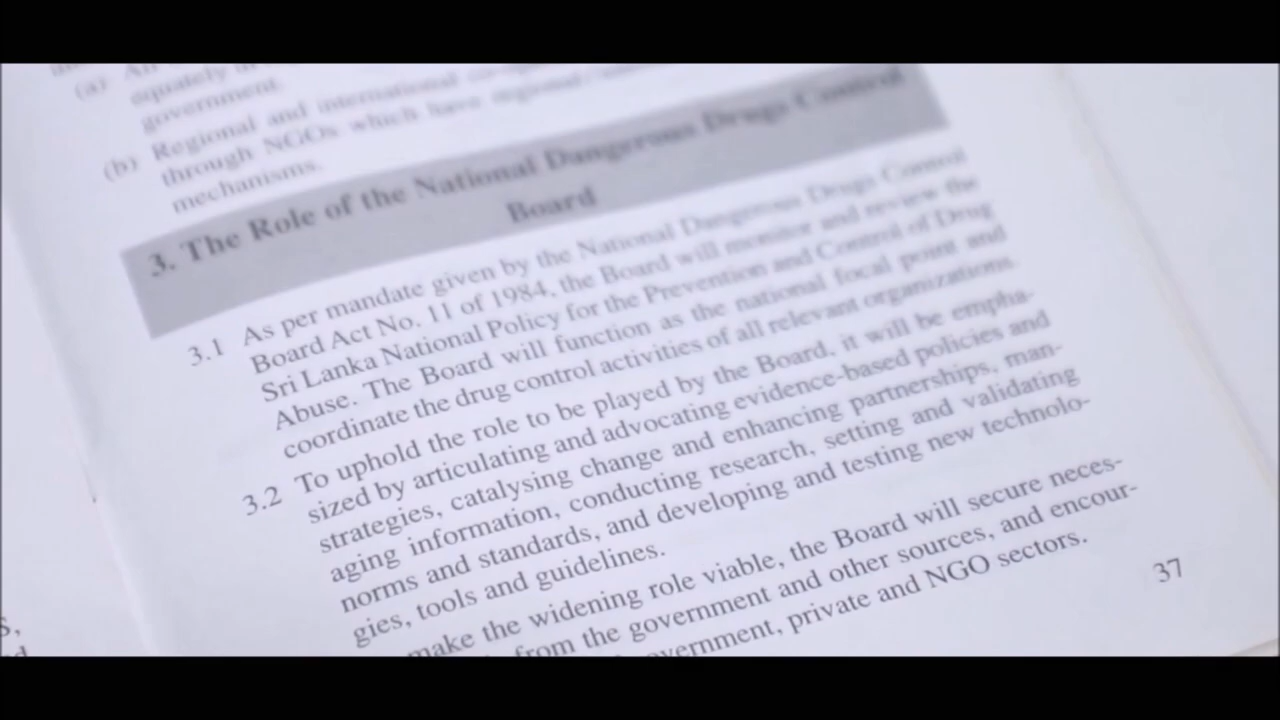 (a) An
equately in
government.
(b) Regional and international
through NGOs which have regional
mechanisms.
3. The Role of the National Dangerous Drugs Control
Board
3.1 As per mandate given by the National Dangerous Drugs Control
Board Act No. 11 of 1984, the Board will monitor and review the
Sri Lanka National Policy for the Prevention and Control of Drug
Abuse. The Board will function as the national focal point and
coordinate the drug control activities of all relevant organizations.
3.2 To uphold the role to be played by the Board, it will be empha-
sized by articulating and advocating evidence-based policies and
strategies, catalysing change and enhancing partnerships, man-
aging information, conducting research, setting and validating
norms and standards, and developing and testing new technolo-
gies, tools and guidelines.
make the widening role viable, the Board will secure neces-
from the government and other sources, and encour-
vernment, private and NGO sectors.
37